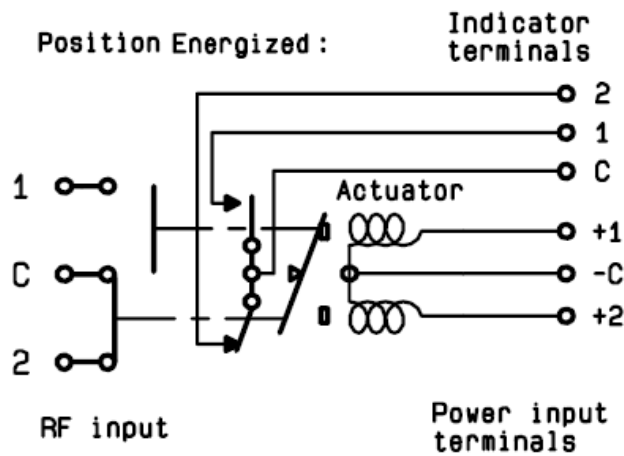 Position Energized :
Indicator
terminals
2
1
C
Actuator
1
C
2
+1
-C
+2
RF input
Power input
terminals